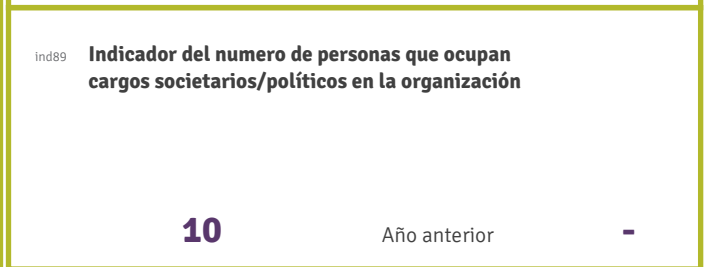 ind89 Indicador del numero de personas que ocupan
cargos societarios/políticos en la organización
10 Año anterior -